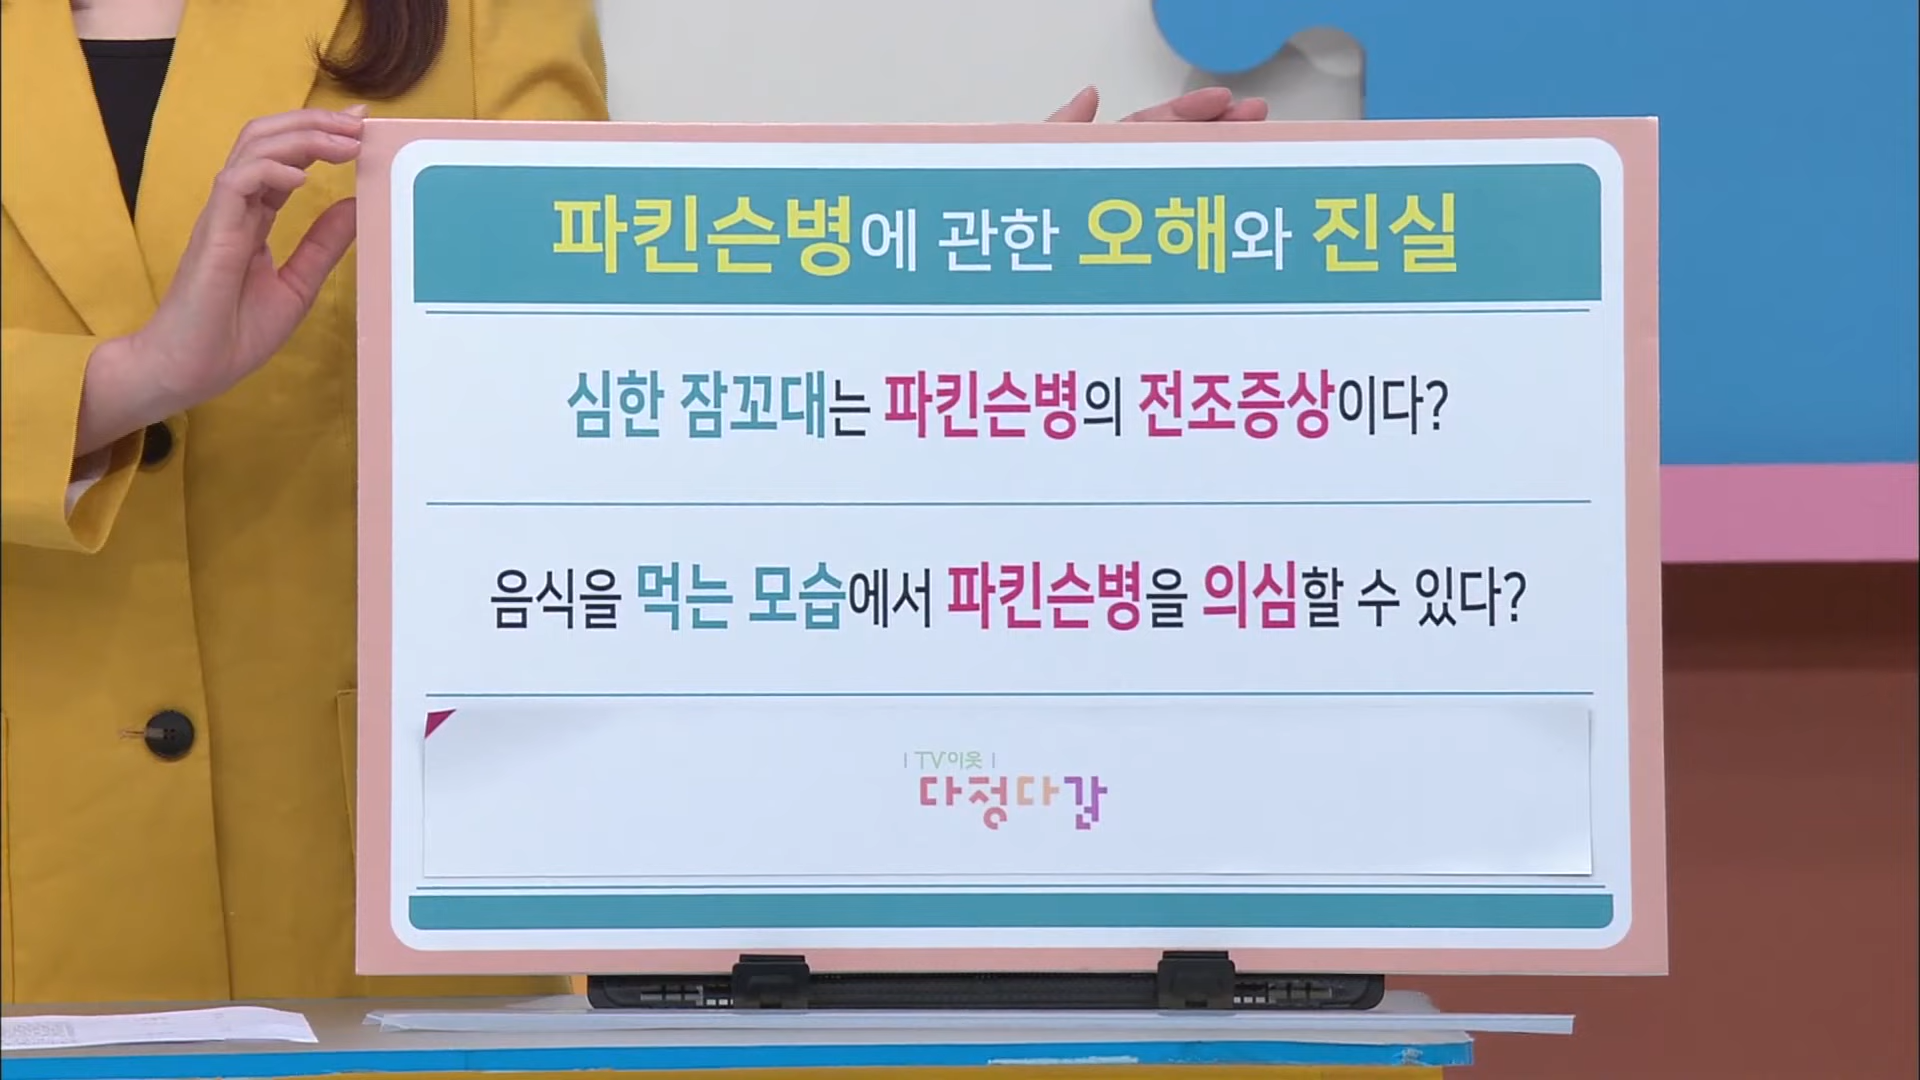 파킨슨병에 관한 오해와 진실
심한 잠꼬대는 파킨슨병의 전조증상이다?
음식을 먹는 모습에서 파킨슨병을 의심할 수 있다?
| TV이웃 |
다정다감